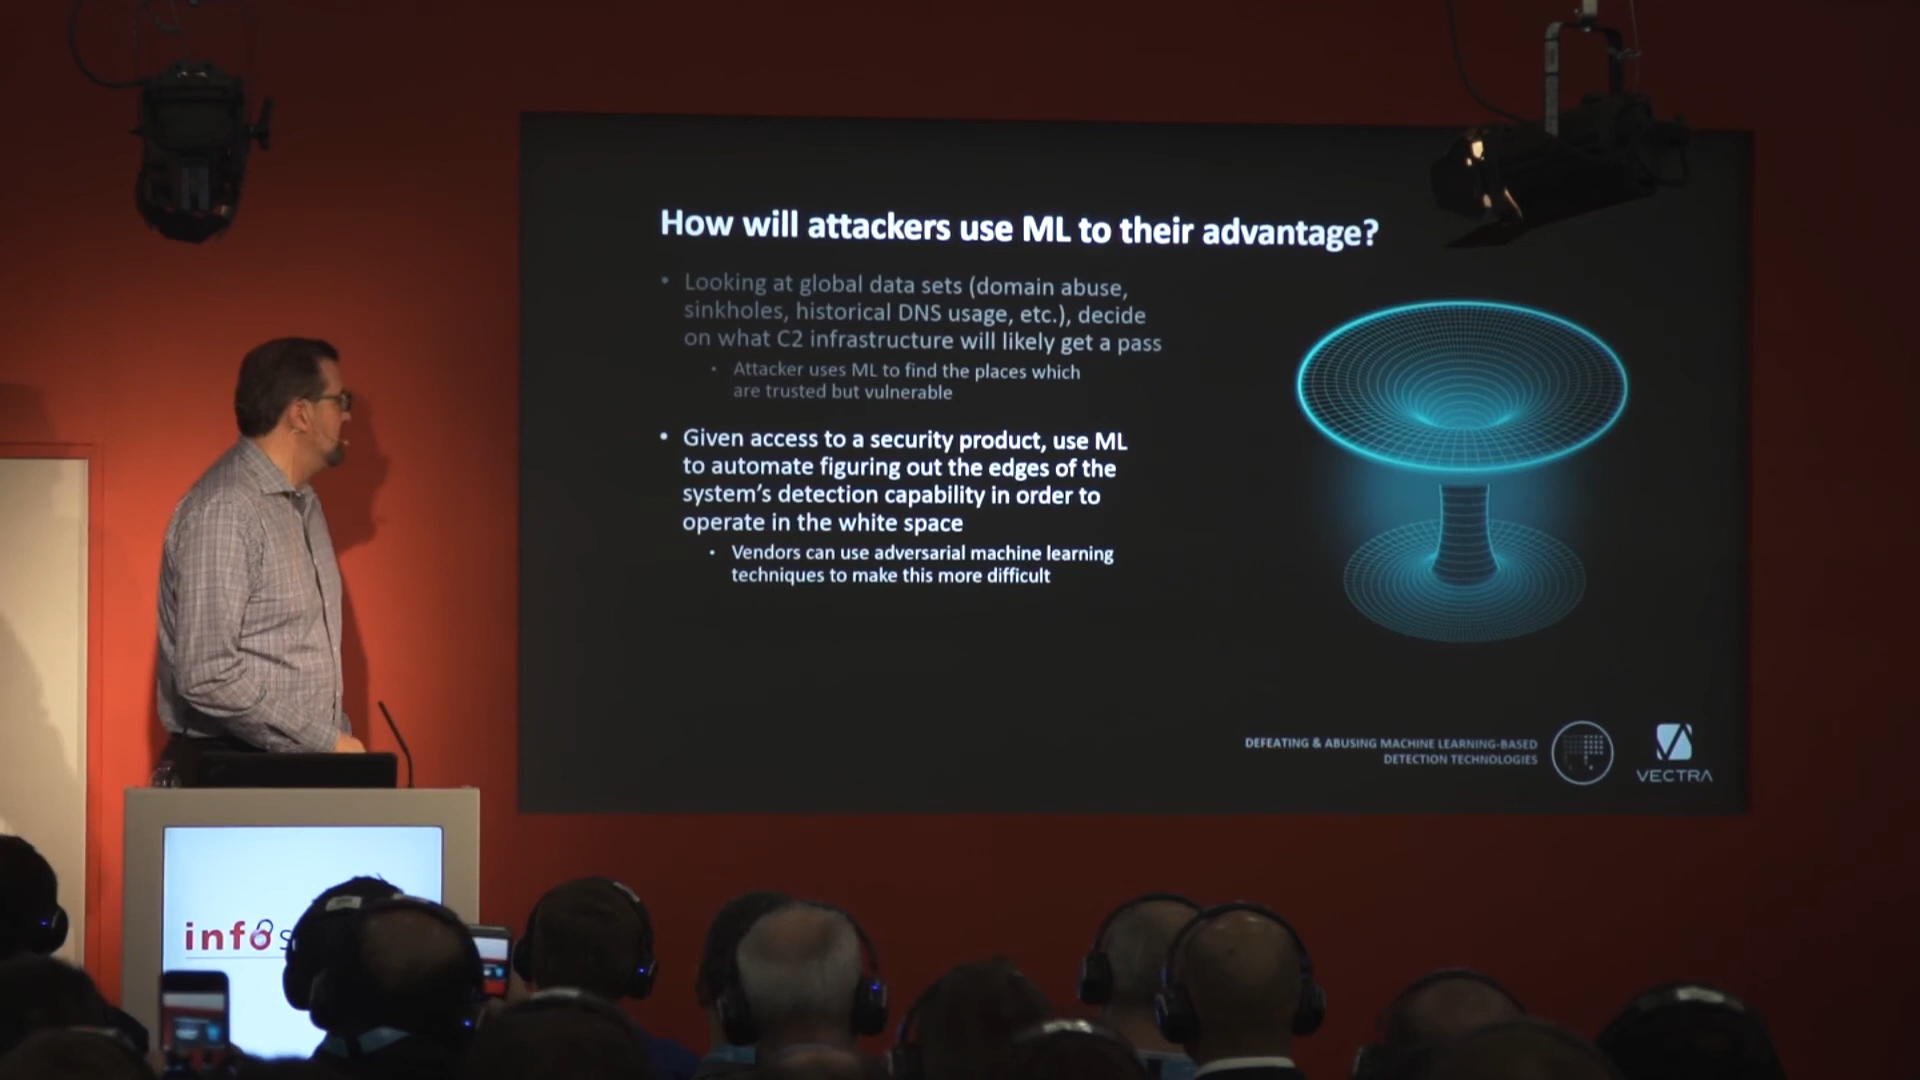 How will attackers use ML to their advantage?
• Looking at global data sets (domain abuse,
sinkholes, historical DNS usage, etc.), decide
on what C2 infrastructure will likely get a pass
• Attacker uses ML to find the places which
are trusted but vulnerable
• Given access to a security product, use ML
to automate figuring out the edges of the
system’s detection capability in order to
operate in the white space
• Vendors can use adversarial machine learning
techniques to make this more difficult
DEFEATING & ABUSING MACHINE LEARNING-BASED
DETECTION TECHNOLOGIES
VECTRA
infos